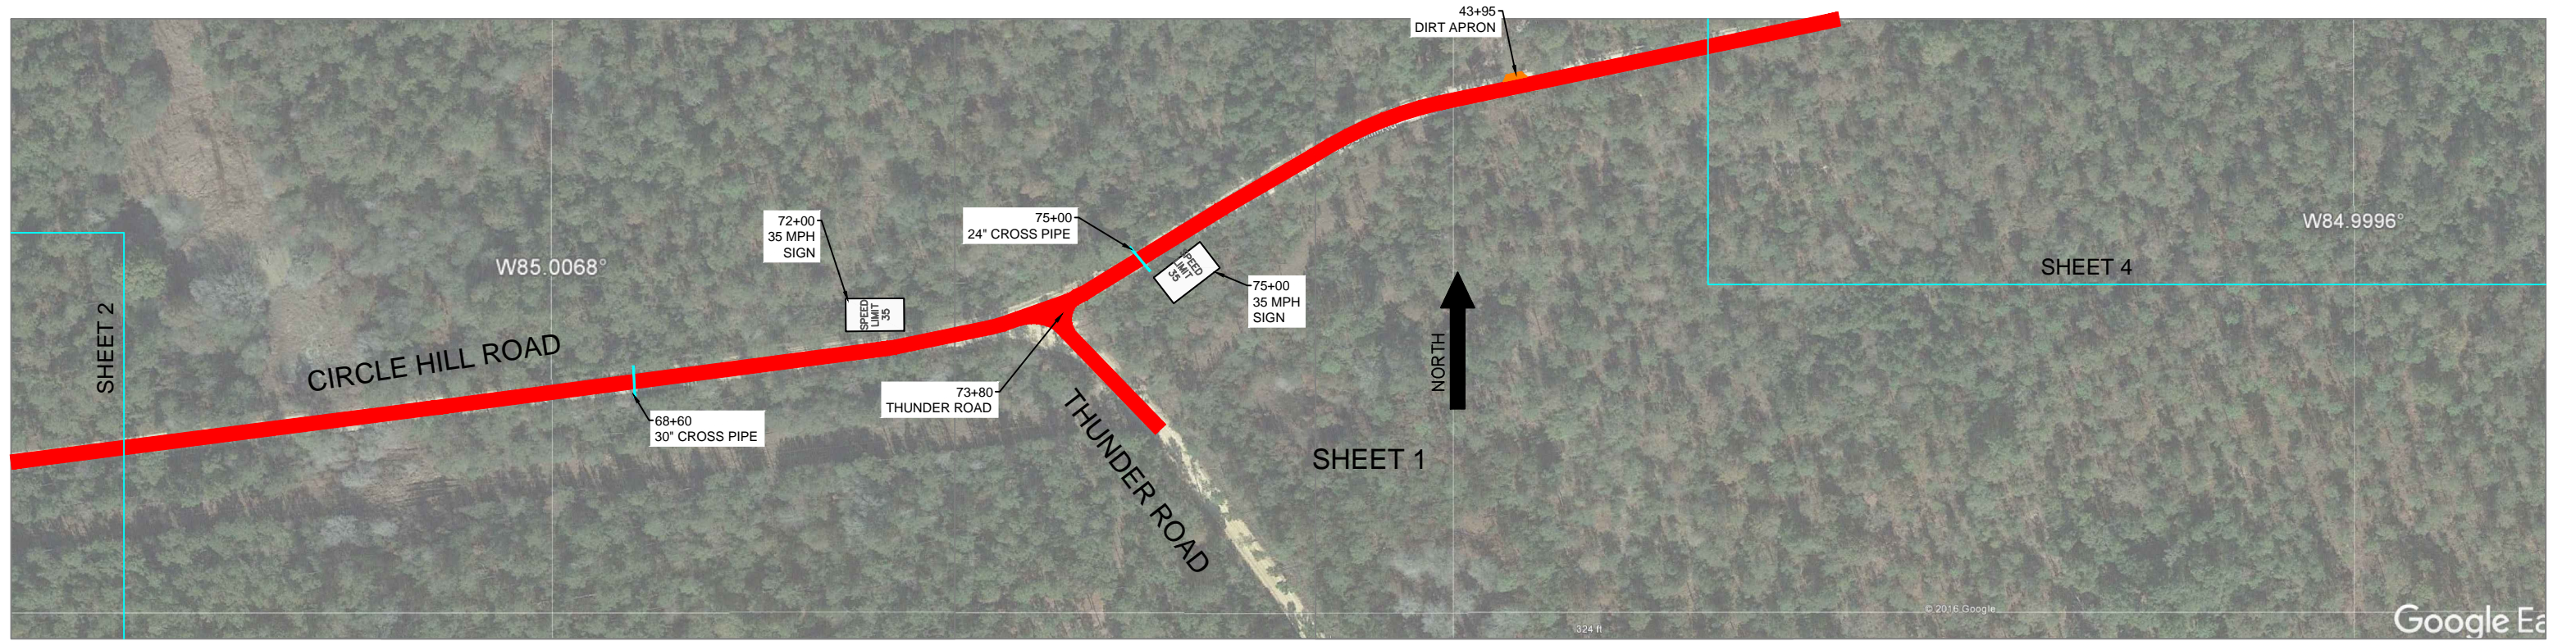 43+95
DIRT APRON
72+00
35 MPH
SIGN
75+00
24" CROSS PIPE
W84.9996°
W85.0068°
SHEET 4
SPEED
LIMIT
35
75+00
35 MPH
SIGN
SPEED
LIMIT
35
SHEET 2
CIRCLE HILL ROAD
NORTH
73+80
THUNDER ROAD
68+60
30" CROSS PIPE
THUNDER ROAD
SHEET 1
© 2016 Google
324 ft
Google Ea